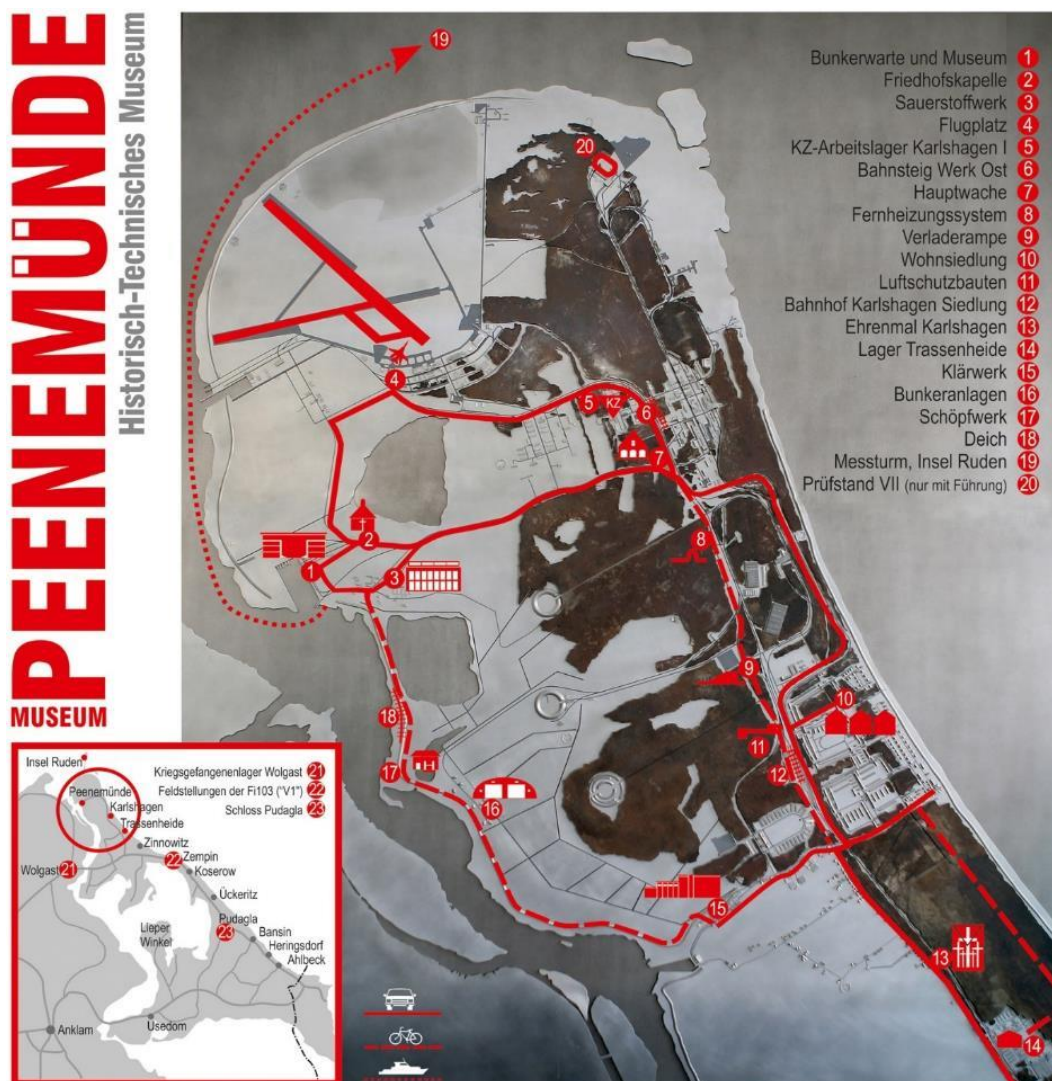 PEENEMÜNDE
Historisch-Technisches Museum
MUSEUM
Bunkerwarte und Museum 1
Friedhofskapelle 2
Sauerstoffwerk 3
Flugplatz 4
KZ-Arbeitslager Karlshagen I 5
Bahnsteig Werk Ost 6
Hauptwache 7
Fernheizungssystem 8
Verladerampe 9
Wohnsiedlung 10
Luftschutzbauten 11
Bahnhof Karlshagen Siedlung 12
Ehrenmal Karlshagen 13
Lager Trassenheide 14
Klärwerk 15
Bunkeranlagen 16
Schöpfwerk 17
Deich 18
Messturm, Insel Ruden 19
Prüfstand VII (nur mit Führung) 20
19
20
4
5 KZ
6
7
2
1
3
8
9
10
18
11
17
12
16
15
13
14
Kriegsgefangenenlager Wolgast 21
Feldstellungen der Fi103 ("V1") 22
Schloss Pudagla 23
Insel Ruden
Peenemünde
Karlshagen
Trassenheide
Zinnowitz
Wolgast 21
22 Zempin
Koserow
Ückeritz
Pudagla
23
Lieper
Winkel
Bansin
Heringsdorf
Ahlbeck
Usedom
Anklam